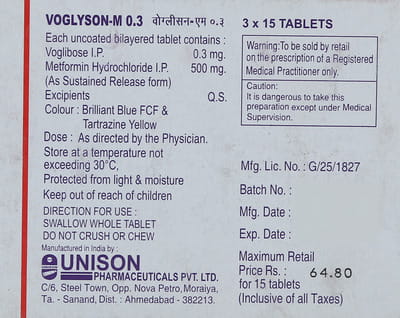 VOGLYSON-M 0.3 वोग्लीसन-एम ०.३
Each uncoated bilayered tablet contains :
Voglibose I.P. 0.3 mg.
Metformin Hydrochloride I.P. 500 mg.
(As Sustained Release form)
Excipients Q.S.
Colour : Brilliant Blue FCF &
Tartrazine Yellow
Dose : As directed by the Physician.
Store at a temperature not
exceeding 30°C,
Protected from light & moisture
Keep out of reach of children
DIRECTION FOR USE :
SWALLOW WHOLE TABLET
DO NOT CRUSH OR CHEW
Manufactured in India by :
UNISON
PHARMACEUTICALS PVT. LTD.
C/6, Steel Town, Opp. Nova Petro, Moraiya,
Ta. - Sanand, Dist. : Ahmedabad - 382213.
3 x 15 TABLETS
Warning:To be sold by retail
on the prescription of a Registered
Medical Practitioner only.
Caution:
It is dangerous to take this
preparation except under Medical
Supervision.
Mfg. Lic No. : G/25/1827
Batch No. :
Mfg. Date :
Exp. Date :
Maximum Retail
Price Rs. : 64.80
for 15 tablets
(Inclusive of all Taxes)